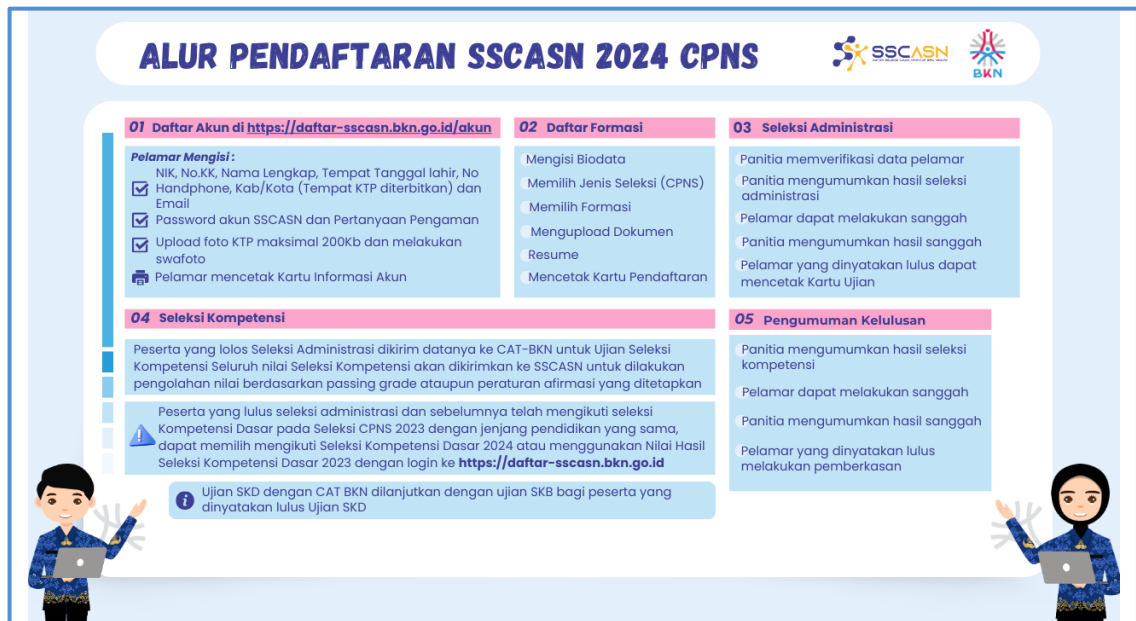 ALUR PENDAFTARAN SSCASN 2024 CPNS
SSCASN
BKN
01 Daftar Akun di https://daftar-sscasn.bkn.go.id/akun
Pelamar Mengisi :
NIK, No.KK, Nama Lengkap, Tempat Tanggal lahir, No
Handphone, Kab/Kota (Tempat KTP diterbitkan) dan
Email
Password akun SSCASN dan Pertanyaan Pengaman
Upload foto KTP maksimal 200Kb dan melakukan
swafoto
Pelamar mencetak Kartu Informasi Akun
02 Daftar Formasi
Mengisi Biodata
Memilih Jenis Seleksi (CPNS)
Memilih Formasi
Mengupload Dokumen
Resume
Mencetak Kartu Pendaftaran
03 Seleksi Administrasi
Panitia memverifikasi data pelamar
Panitia mengumumkan hasil seleksi
administrasi
Pelamar dapat melakukan sanggah
Panitia mengumumkan hasil sanggah
Pelamar yang dinyatakan lulus dapat
mencetak Kartu Ujian
04 Seleksi Kompetensi
Peserta yang lolos Seleksi Administrasi dikirim datanya ke CAT-BKN untuk Ujian Seleksi
Kompetensi Seluruh nilai Seleksi Kompetensi akan dikirimkan ke SSCASN untuk dilakukan
pengolahan nilai berdasarkan passing grade ataupun peraturan afirmasi yang ditetapkan
Peserta yang lulus seleksi administrasi dan sebelumnya telah mengikuti seleksi
Kompetensi Dasar pada Seleksi CPNS 2023 dengan jenjang pendidikan yang sama,
dapat memilih mengikuti Seleksi Kompetensi Dasar 2024 atau menggunakan Nilai Hasil
Seleksi Kompetensi Dasar 2023 dengan login ke https://daftar-sscasn.bkn.go.id
Ujian SKD dengan CAT BKN dilanjutkan dengan ujian SKB bagi peserta yang
dinyatakan lulus Ujian SKD
05 Pengumuman Kelulusan
Panitia mengumumkan hasil seleksi
kompetensi
Pelamar dapat melakukan sanggah
Panitia mengumumkan hasil sanggah
Pelamar yang dinyatakan lulus
melakukan pemberkasan